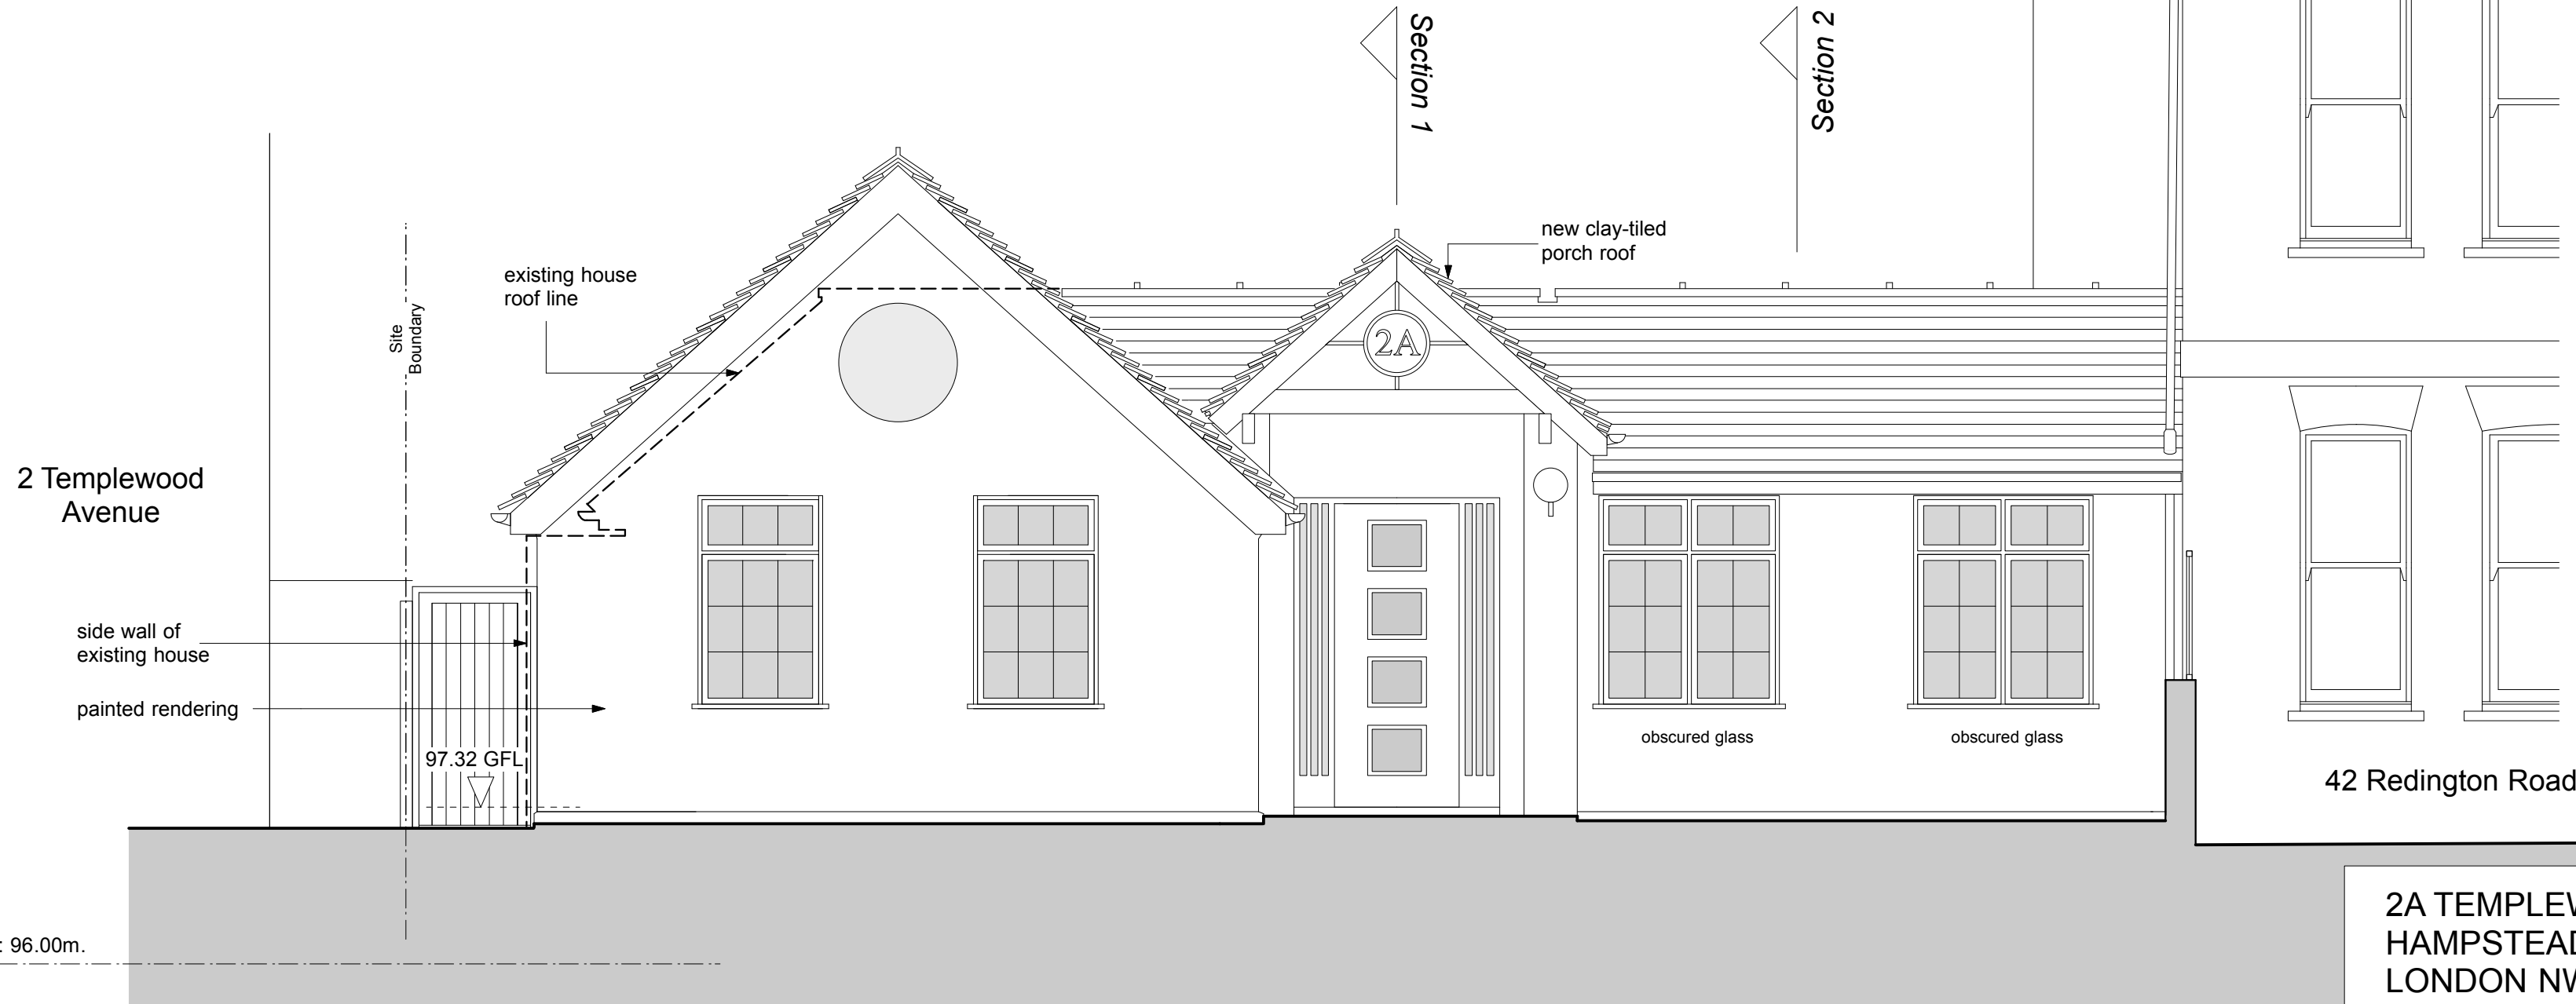 Section 1
Section 2
new clay-tiled
porch roof
existing house
roof line
Site
Boundary
2A
2 Templewood
Avenue
side wall of
existing house
painted rendering
97.32 GFL
obscured glass
obscured glass
42 Redington Road
: 96.00m.
2A TEMPLEW
HAMPSTEAD
LONDON NW